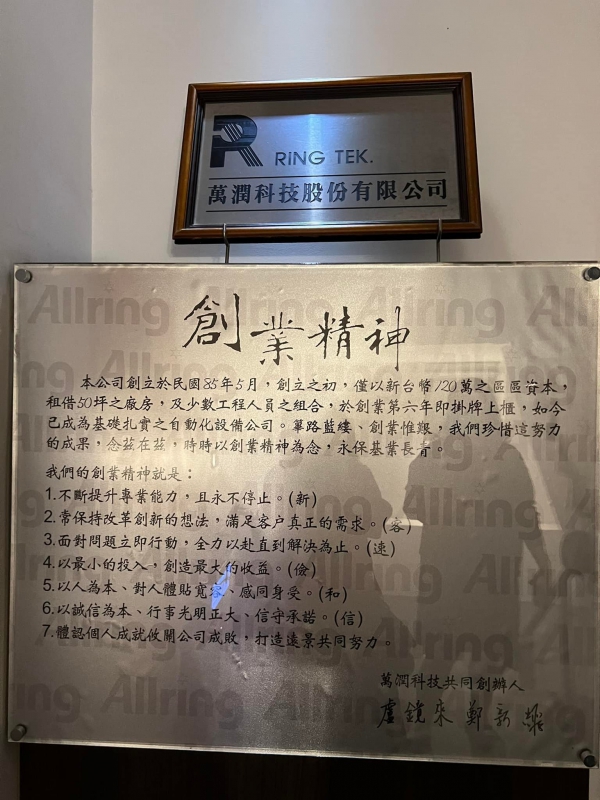 RING TEK.
萬潤科技股份有限公司
創業精神
本公司創立於民國85年5月，創立之初，僅以新台幣120萬之區區資本，
租借50坪之廠房，及少數工程人員之組合，於創業第六年即掛牌上櫃，如今
已成為基礎扎實之自動化設備公司。篳路藍縷、創業惟艱，我們珍惜這努力
的成果，念茲在茲，時時以創業精神為念，永保基業長青。
我們的創業精神就是：
1.不斷提升專業能力，且永不停止。(新)
2.常保持改革創新的想法，滿足客戶真正的需求。(客)
3.面對問題立即行動，全力以赴直到解決為止。(速)
4.以最小的投入，創造最大的收益。(儉)
5.以人為本、對人體貼寬容、感同身受。(和)
6.以誠信為本、行事光明正大、信守承諾。(信)
7.體認個人成就攸關公司成敗，打造遠景共同努力。
萬潤科技共同創辦人
盧鏡來 鄭新
Allring